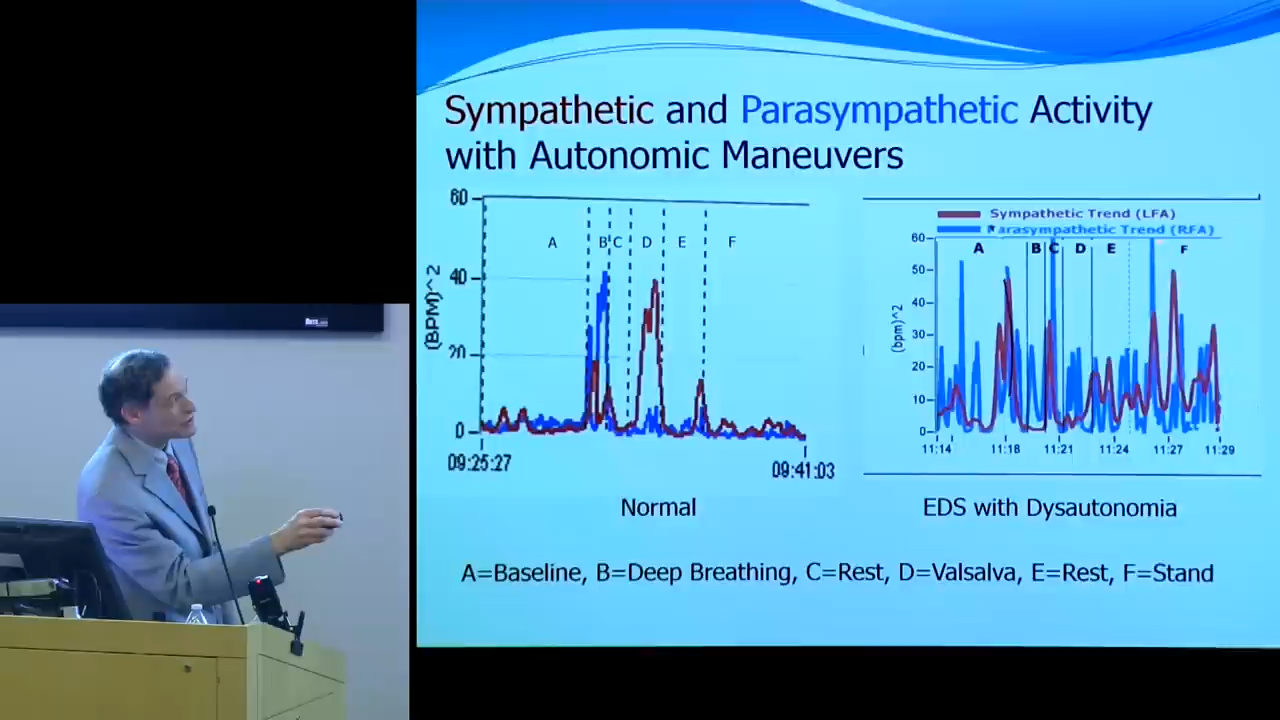 Sympathetic and Parasympathetic Activity
with Autonomic Maneuvers
60
40
20
0
(BPM)^2
A B C D E F
09:25:27 09:41:03
Normal
Sympathetic Trend (LFA)
Parasympathetic Trend (RFA)
60
50
40
30
20
10
0
(bpm)^2
A B C D E F
11:14 11:18 11:21 11:24 11:27 11:29
EDS with Dysautonomia
A=Baseline, B=Deep Breathing, C=Rest, D=Valsalva, E=Rest, F=Stand